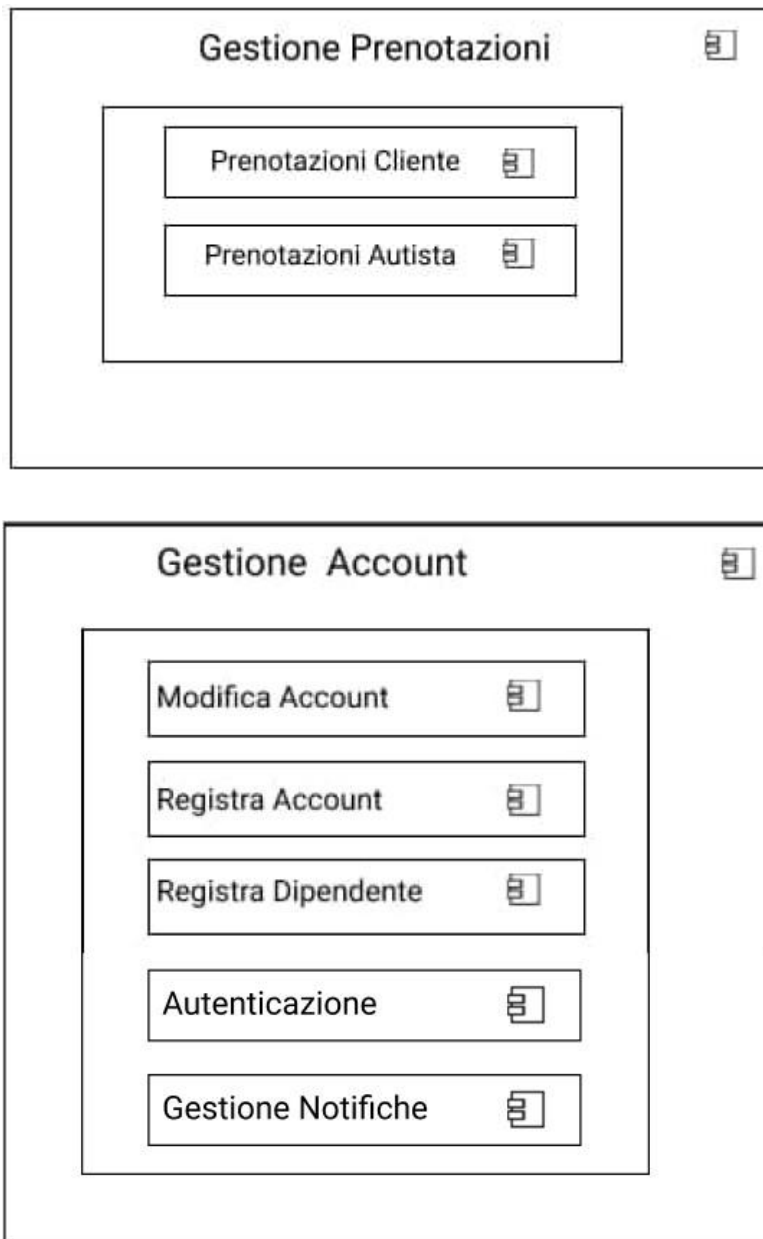 Gestione Prenotazioni
Prenotazioni Cliente
Prenotazioni Autista
Gestione Account
Modifica Account
Registra Account
Registra Dipendente
Autenticazione
Gestione Notifiche